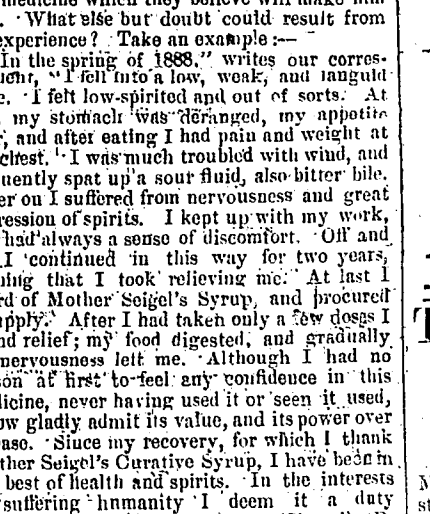 medicine which they believe will make him
. What else but doubt could result from
experience? Take an example :—
In the spring of 1888," writes our corres-
dent, "I fell into a low, weak, and languid
e. I felt low-spirited and out of sorts. At
my stomach was deranged, my appetite
r, and after eating I had pain and weight at
chest. I was much troubled with wind, and
uently spat up a sour fluid, also bitter bile.
er on I suffered from nervousness and great
ression of spirits. I kept up with my work,
had always a sense of discomfort. Off and
I continued in this way for two years,
hing that I took relieving me. At last I
rd of Mother Seigel's Syrup, and procured
upply. After I had taken only a few doses I
nd relief; my food digested, and gradually
nervousness left me. Although I had no
son at first to feel any confidence in this
dicine, never having used it or seen it used,
ow gladly admit its value, and its power over
ase. Since my recovery, for which I thank
ther Seigel's Curative Syrup, I have been in
best of health and spirits. In the interests
suffering humanity I deem it a duty